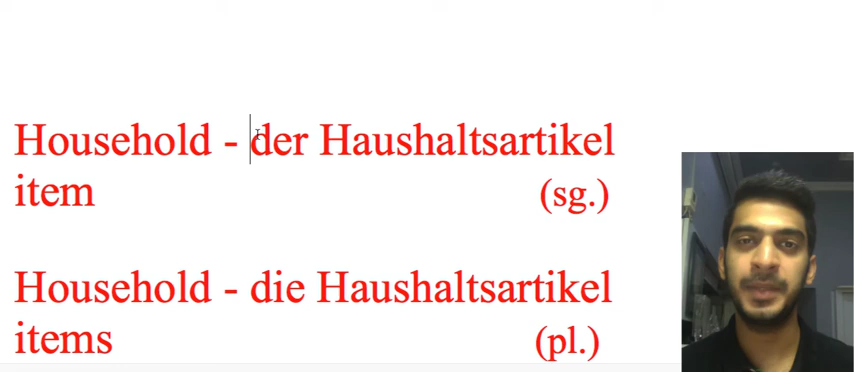 Household - der Haushaltsartikel
item (sg.)
Household - die Haushaltsartikel
items (pl.)